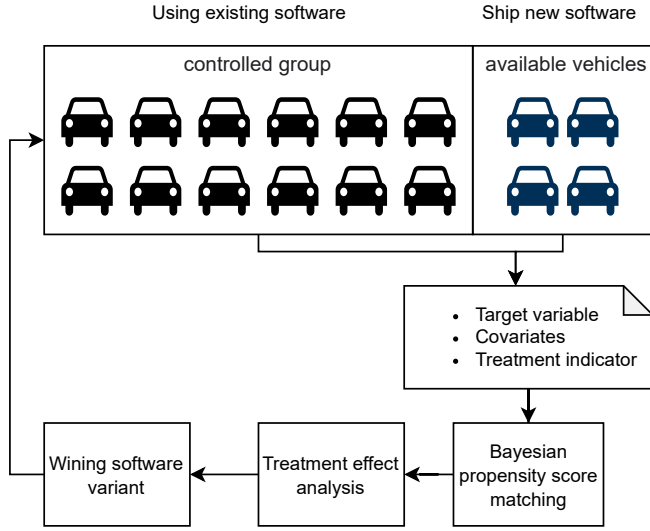 Using existing software
Ship new software
controlled group
available vehicles
• Target variable
• Covariates
• Treatment indicator
Wining software
variant
Treatment effect
analysis
Bayesian
propensity score
matching